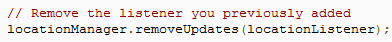 // Remove the listener you previously added
locationManager.removeUpdates(locationListener);